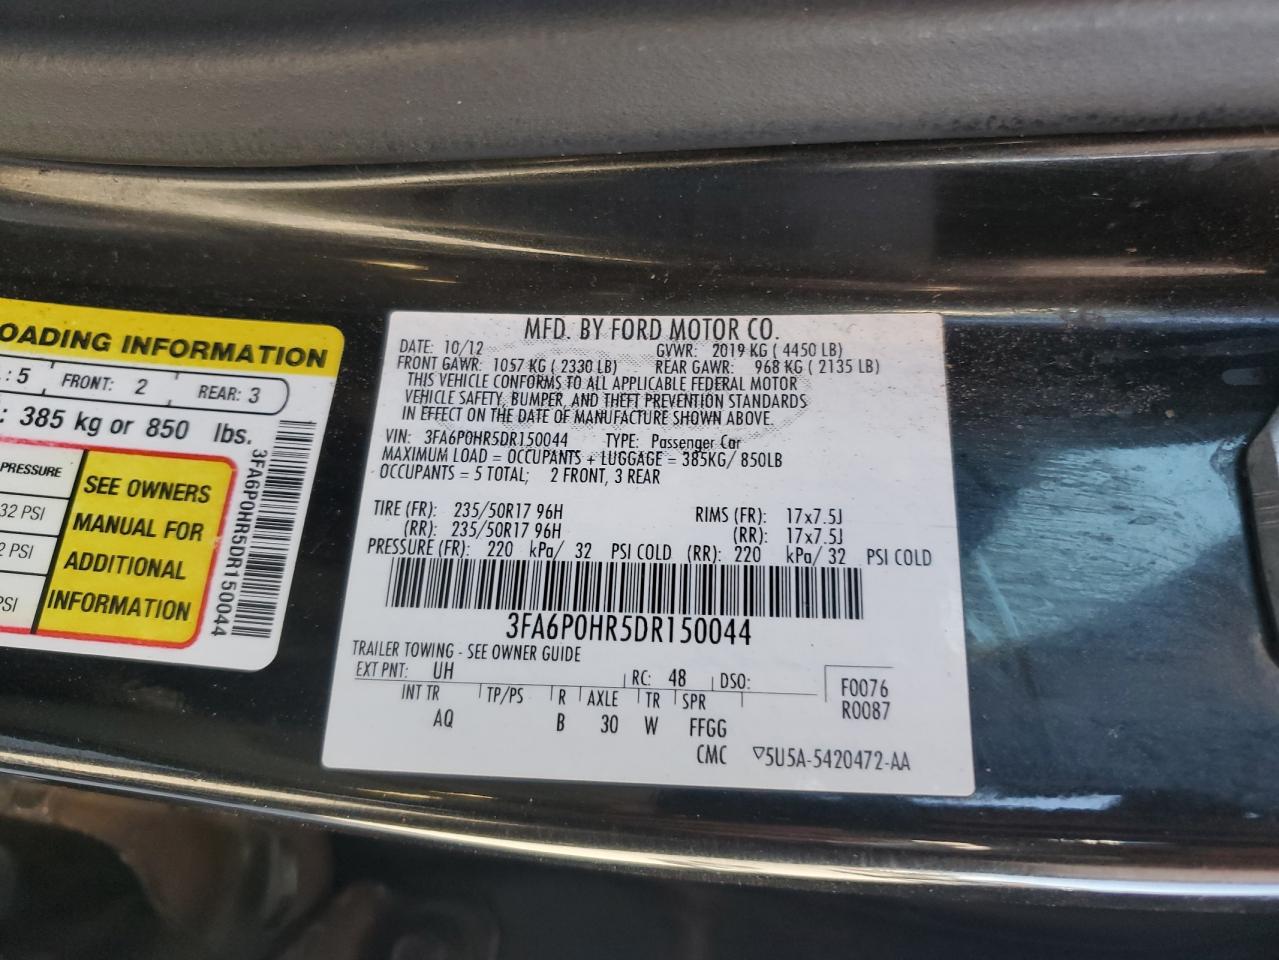 OADING INFORMATION
: 5 FRONT: 2 REAR: 3
: 385 kg or 850 lbs.
PRESSURE
32 PSI
2 PSI
PSI
SEE OWNERS
MANUAL FOR
ADDITIONAL
INFORMATION
3FA6P0HR5DR150044
MFD. BY FORD MOTOR CO.
DATE: 10/12 GVWR: 2019 KG ( 4450 LB)
FRONT GAWR: 1057 KG ( 2330 LB) REAR GAWR: 968 KG ( 2135 LB)
THIS VEHICLE CONFORMS TO ALL APPLICABLE FEDERAL MOTOR
VEHICLE SAFETY, BUMPER, AND THEFT PREVENTION STANDARDS
IN EFFECT ON THE DATE OF MANUFACTURE SHOWN ABOVE.
VIN: 3FA6P0HR5DR150044 TYPE: Passenger Car
MAXIMUM LOAD = OCCUPANTS + LUGGAGE = 385KG/ 850LB
OCCUPANTS = 5 TOTAL; 2 FRONT, 3 REAR
TIRE (FR): 235/50R17 96H RIMS (FR): 17x7.5J
(RR): 235/50R17 96H (RR): 17x7.5J
PRESSURE (FR): 220 kPa/ 32 PSI COLD (RR): 220 kPa/ 32 PSI COLD
3FA6P0HR5DR150044
TRAILER TOWING - SEE OWNER GUIDE
EXT PNT: UH RC: 48 DSO:
INT TR TP/PS R AXLE TR SPR
AQ B 30 W FFGG
F0076
R0087
CMC ▽5U5A-5420472-AA